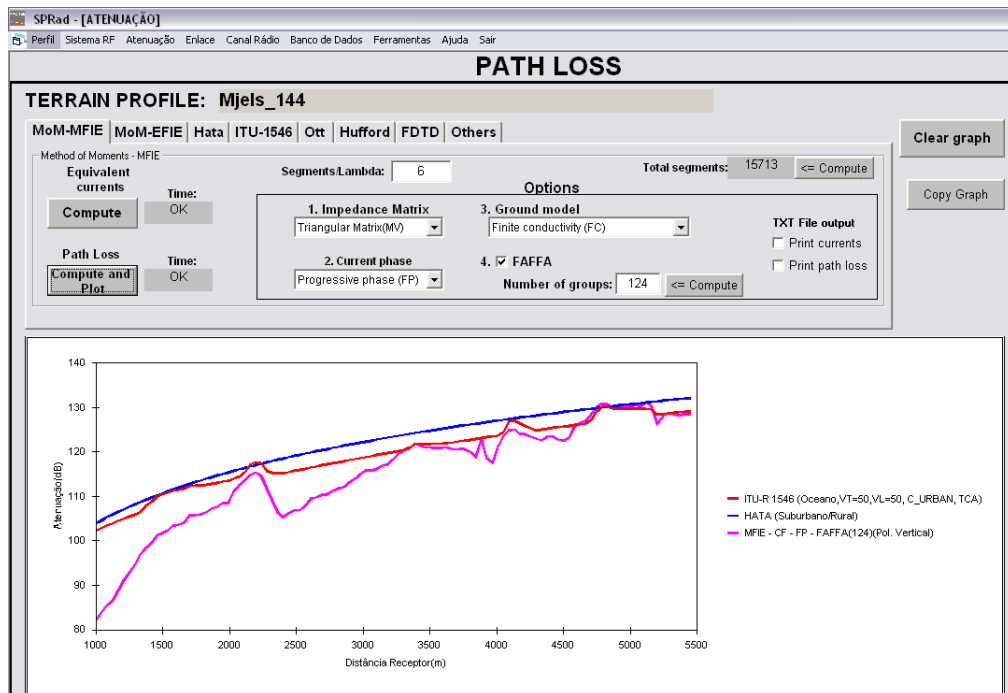 SPRad - [ATENUAÇÃO]
Perfil Sistema RF Atenuação Enlace Canal Rádio Banco de Dados Ferramentas Ajuda Sair
PATH LOSS
TERRAIN PROFILE: Mjels_144
MoM-MFIE MoM-EFIE Hata ITU-1546 Ott Hufford FDTD Others
Clear graph
Copy Graph
Method of Moments - MFIE
Equivalent currents
Compute
Time:
OK
Path Loss
Compute and Plot
Time:
OK
Segments/Lambda: 6
Total segments: 15713 <= Compute
Options
1. Impedance Matrix
Triangular Matrix(MV)
2. Current phase
Progressive phase (FP)
3. Ground model
Finite conductivity (FC)
4. FAFFA
Number of groups: 124 <= Compute
TXT File output
Print currents
Print path loss
140
130
120
110
100
90
80
Atenuação(dB)
1000 1500 2000 2500 3000 3500 4000 4500 5000 5500
Distância Receptor(m)
ITU-R 1546 (Oceano,VT=50,VL=50, C_URBAN, TCA)
HATA (Suburbano/Rural)
MFIE - CF - FP - FAFFA(124)(Pol. Vertical)